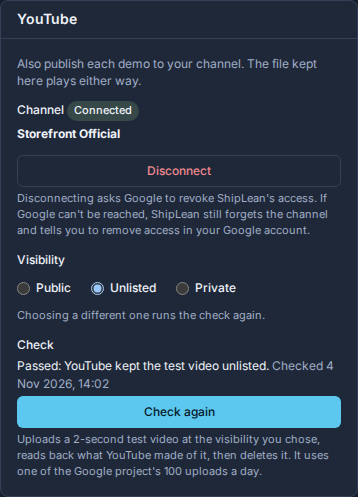 YouTube
Also publish each demo to your channel. The file kept
here plays either way.
Channel Connected
Storefront Official
Disconnect
Disconnecting asks Google to revoke ShipLean's access. If
Google can't be reached, ShipLean still forgets the channel
and tells you to remove access in your Google account.
Visibility
Public Unlisted Private
Choosing a different one runs the check again.
Check
Passed: YouTube kept the test video unlisted. Checked 4
Nov 2026, 14:02
Check again
Uploads a 2-second test video at the visibility you chose,
reads back what YouTube made of it, then deletes it. It uses
one of the Google project's 100 uploads a day.